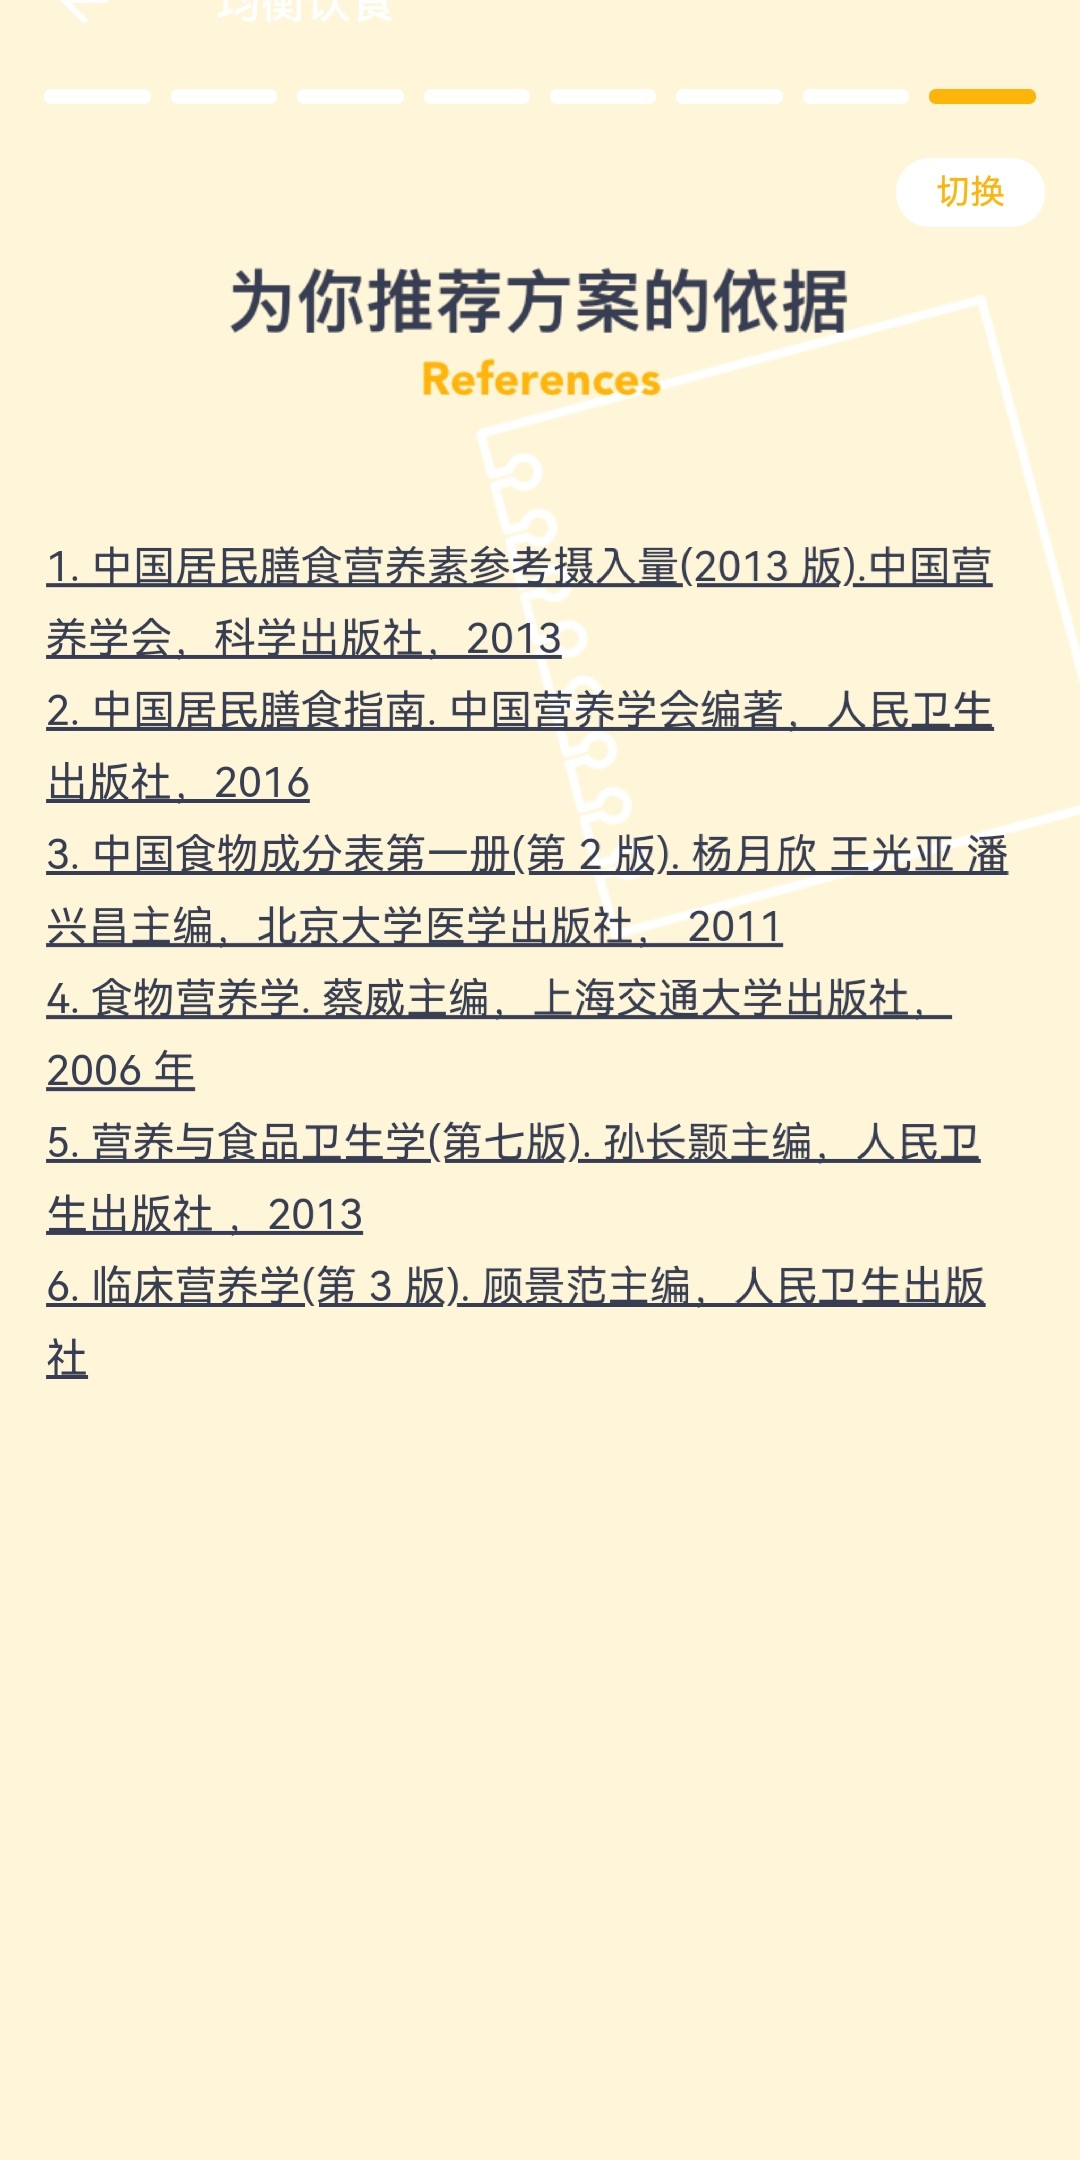 均衡饮食
切换
为你推荐方案的依据
References
1. 中国居民膳食营养素参考摄入量(2013 版).中国营
养学会，科学出版社，2013
2. 中国居民膳食指南. 中国营养学会编著，人民卫生
出版社，2016
3. 中国食物成分表第一册(第 2 版). 杨月欣 王光亚 潘
兴昌主编，北京大学医学出版社， 2011
4. 食物营养学. 蔡威主编，上海交通大学出版社，
2006 年
5. 营养与食品卫生学(第七版). 孙长颢主编，人民卫
生出版社 ，2013
6. 临床营养学(第 3 版). 顾景范主编，人民卫生出版
社